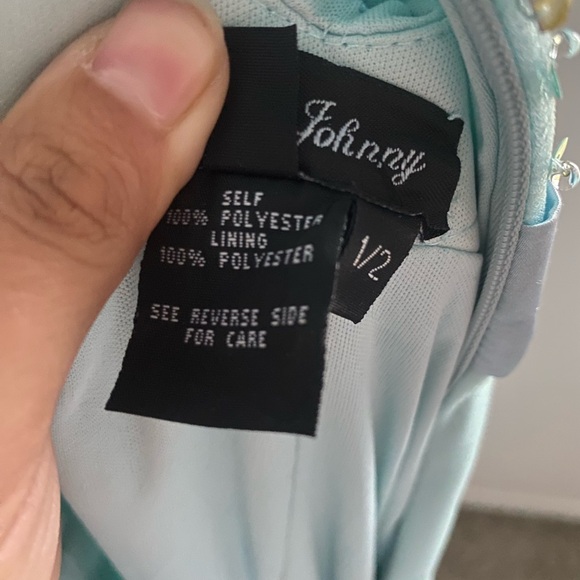 Johnny
1/2
SELF
100% POLYESTER
LINING
100% POLYESTER
SEE REVERSE SIDE
FOR CARE